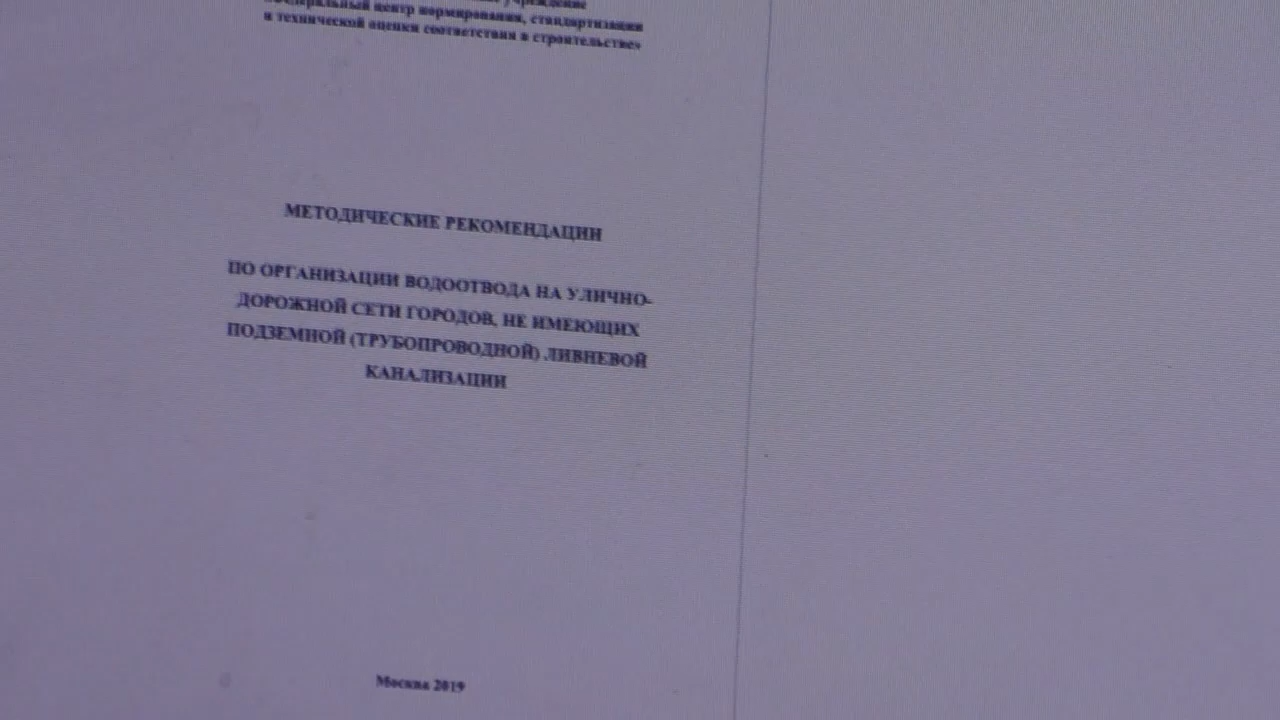 учреждение
«Федеральный центр нормирования, стандартизации
и технической оценки соответствия в строительстве»
МЕТОДИЧЕСКИЕ РЕКОМЕНДАЦИИ
ПО ОРГАНИЗАЦИИ ВОДООТВОДА НА УЛИЧНО-
ДОРОЖНОЙ СЕТИ ГОРОДОВ, НЕ ИМЕЮЩИХ
ПОДЗЕМНОЙ (ТРУБОПРОВОДНОЙ) ЛИВНЕВОЙ
КАНАЛИЗАЦИИ
Москва 2019